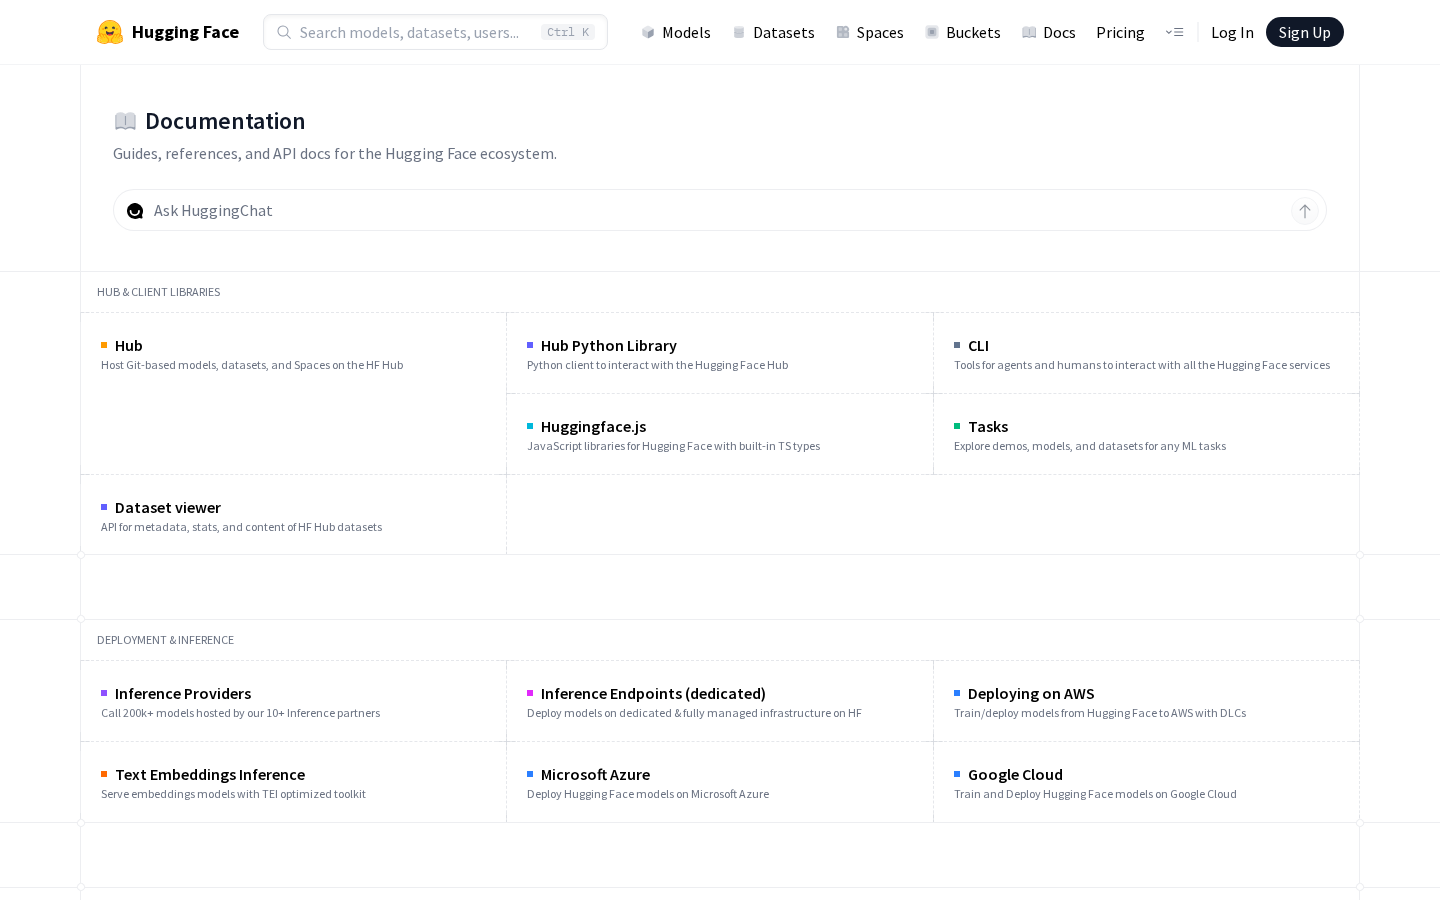 Hugging Face
Search models, datasets, users...
Ctrl K
Models
Datasets
Spaces
Buckets
Docs
Pricing
Log In
Sign Up
Documentation
Guides, references, and API docs for the Hugging Face ecosystem.
Ask HuggingChat
HUB & CLIENT LIBRARIES
Hub
Host Git-based models, datasets, and Spaces on the HF Hub
Hub Python Library
Python client to interact with the Hugging Face Hub
CLI
Tools for agents and humans to interact with all the Hugging Face services
Huggingface.js
JavaScript libraries for Hugging Face with built-in TS types
Tasks
Explore demos, models, and datasets for any ML tasks
Dataset viewer
API for metadata, stats, and content of HF Hub datasets
DEPLOYMENT & INFERENCE
Inference Providers
Call 200k+ models hosted by our 10+ Inference partners
Inference Endpoints (dedicated)
Deploy models on dedicated & fully managed infrastructure on HF
Deploying on AWS
Train/deploy models from Hugging Face to AWS with DLCs
Text Embeddings Inference
Serve embeddings models with TEI optimized toolkit
Microsoft Azure
Deploy Hugging Face models on Microsoft Azure
Google Cloud
Train and Deploy Hugging Face models on Google Cloud